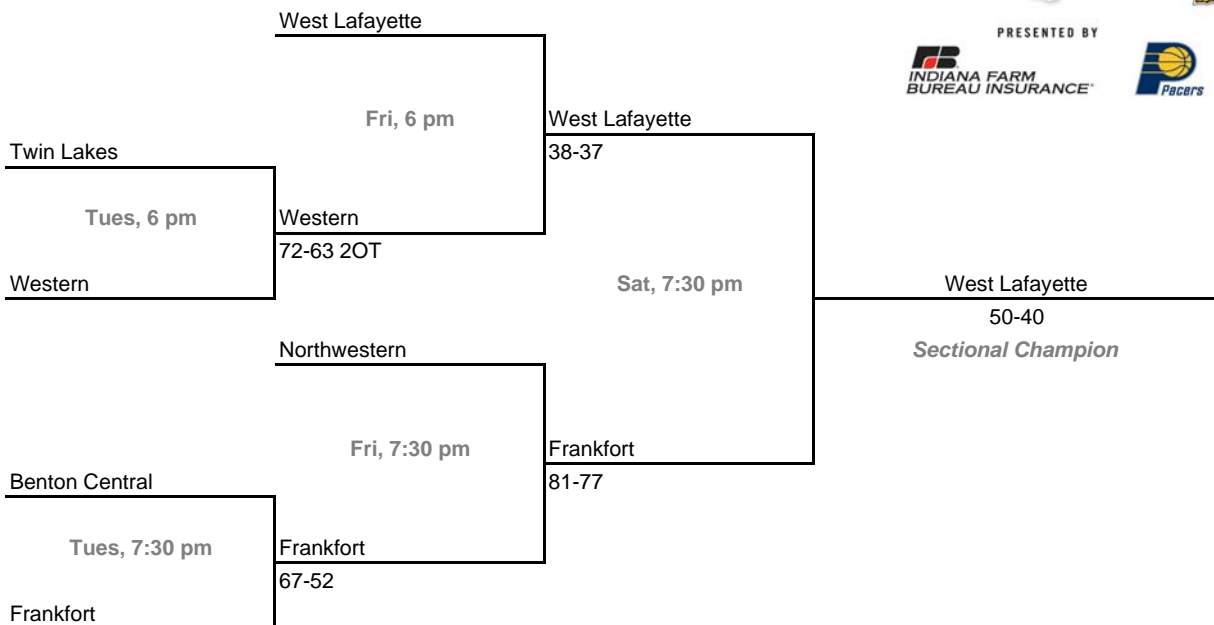 West Lafayette
PRESENTED BY
INDIANA FARM
BUREAU INSURANCE
Pacers
Fri, 6 pm
West Lafayette
Twin Lakes
38-37
Tues, 6 pm
Western
72-63 2OT
Western
Sat, 7:30 pm
West Lafayette
50-40
Northwestern
Sectional Champion
Fri, 7:30 pm
Frankfort
Benton Central
81-77
Tues, 7:30 pm
Frankfort
67-52
Frankfort